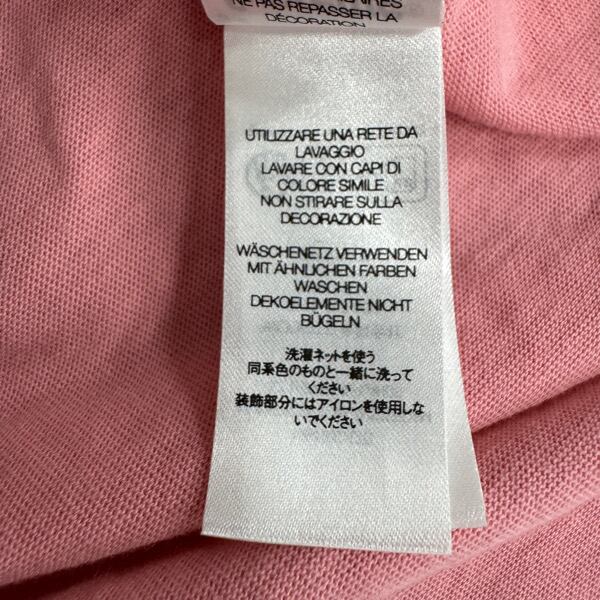 NE PAS REPASSER LA
DÉCORATION
UTILIZZARE UNA RETE DA
LAVAGGIO
LAVARE CON CAPI DI
COLORE SIMILE
NON STIRARE SULLA
DECORAZIONE
WÄSCHENETZ VERWENDEN
MIT ÄHNLICHEN FARBEN
WASCHEN
DEKOELEMENTE NICHT
BÜGELN
洗濯ネットを使う
同系色のものと一緒に洗って
ください
装飾部分にはアイロンを使用しな
いでください